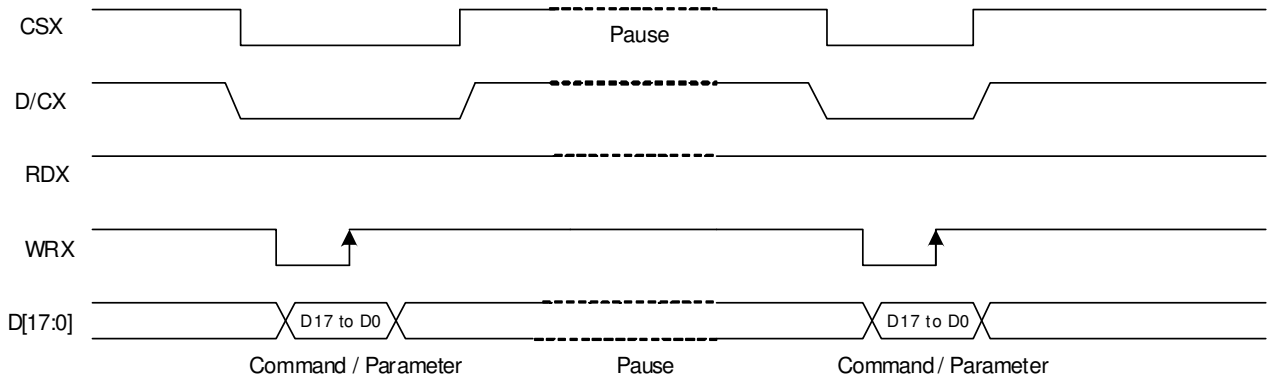 CSX
Pause
D/CX
RDX
WRX
D[17:0]
D17 to D0
D17 to D0
Command / Parameter
Pause
Command / Parameter